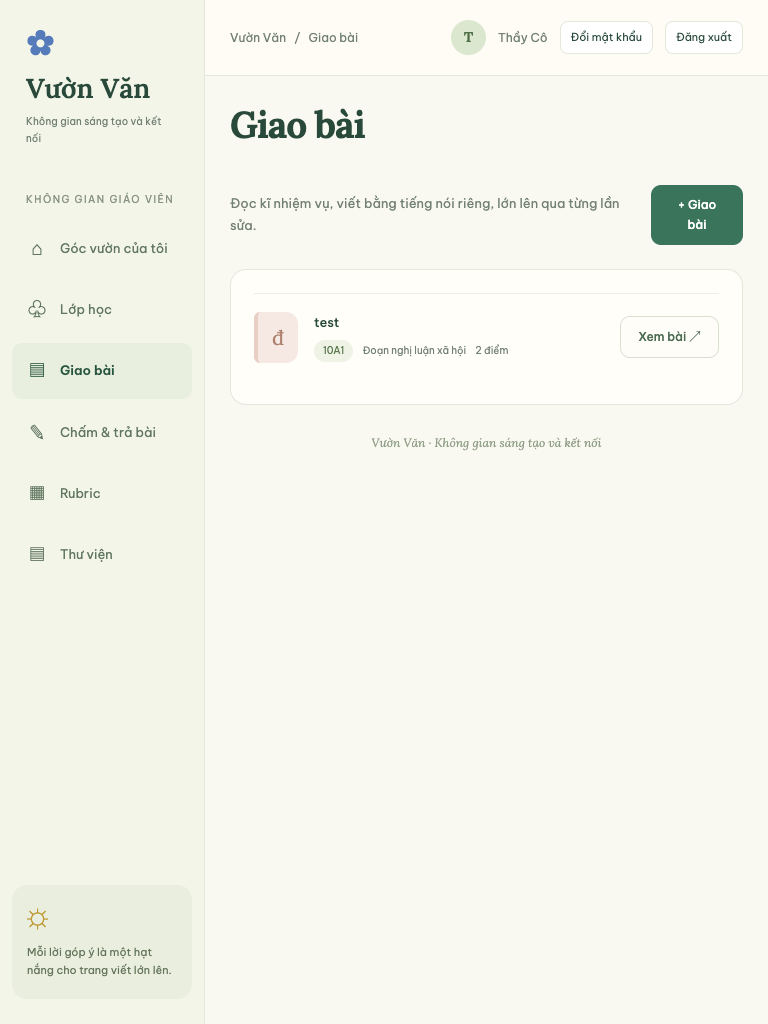 Vườn Văn
Không gian sáng tạo và kết
nối
KHÔNG GIAN GIÁO VIÊN
Góc vườn của tôi
Lớp học
Giao bài
Chấm & trả bài
Rubric
Thư viện
Mỗi lời góp ý là một hạt
nắng cho trang viết lớn lên.
Vườn Văn / Giao bài
T Thầy Cô Đổi mật khẩu Đăng xuất
Giao bài
Đọc kĩ nhiệm vụ, viết bằng tiếng nói riêng, lớn lên qua từng lần
sửa.
+ Giao
bài
đ
test
10A1 Đoạn nghị luận xã hội 2 điểm
Xem bài ↗
Vườn Văn · Không gian sáng tạo và kết nối